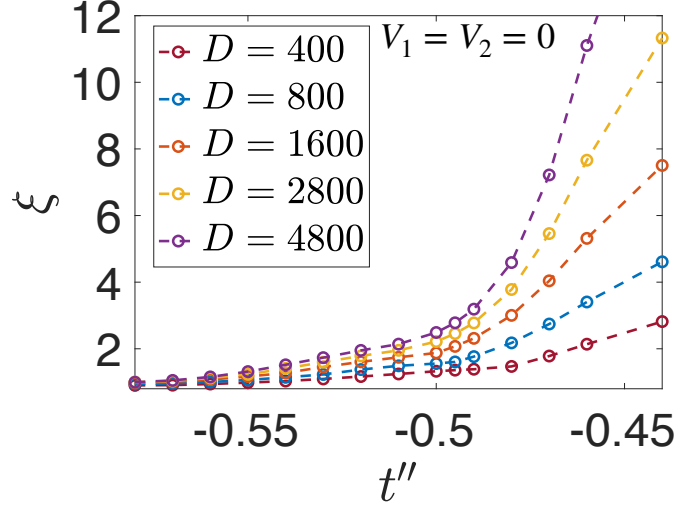 12
10
8
6
4
2
ξ
D = 400
D = 800
D = 1600
D = 2800
D = 4800
V₁ = V₂ = 0
-0.55
-0.5
-0.45
t″